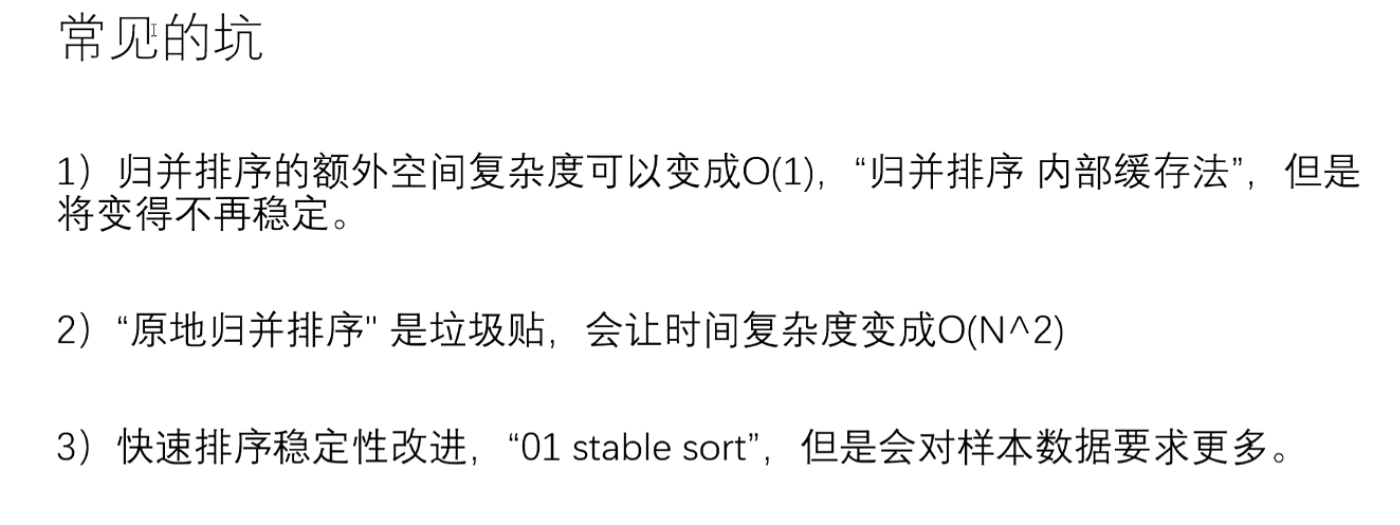 常见的坑
1）归并排序的额外空间复杂度可以变成O(1)，“归并排序 内部缓存法”，但是
将变得不再稳定。
2）“原地归并排序" 是垃圾贴，会让时间复杂度变成O(N^2)
3）快速排序稳定性改进，“01 stable sort”，但是会对样本数据要求更多。